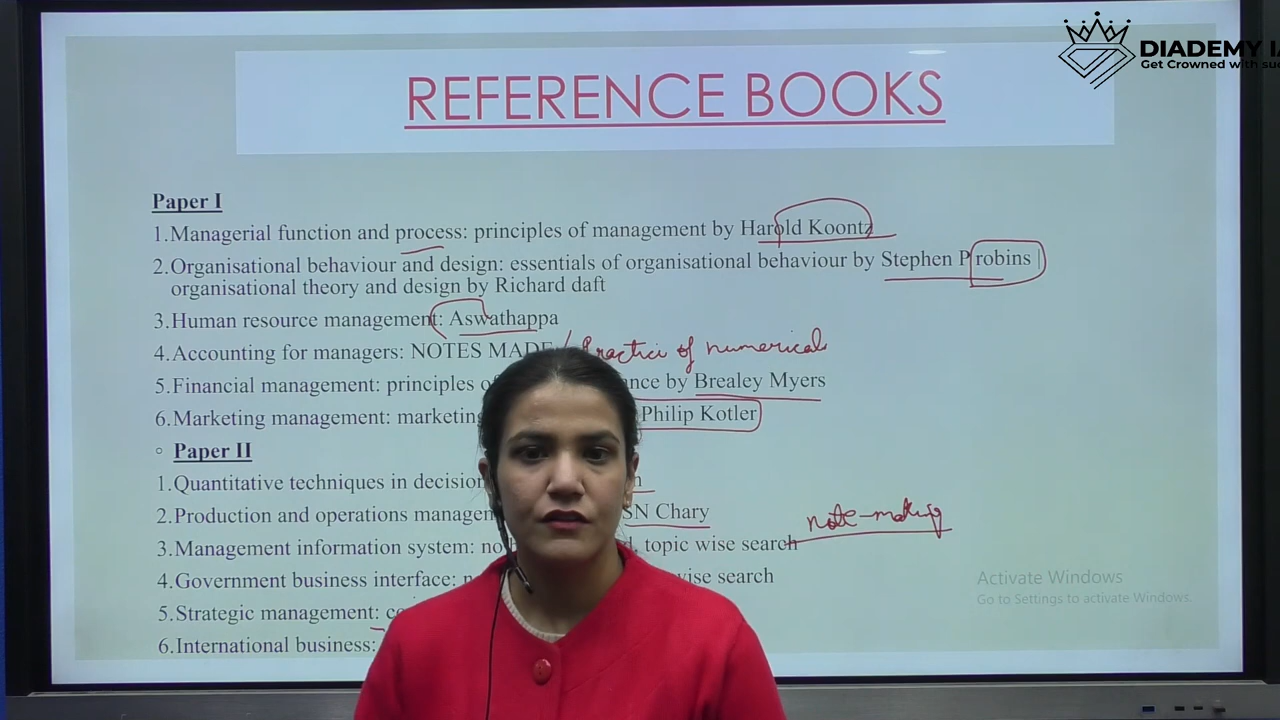 DIADEMY IA
Get Crowned with suc
REFERENCE BOOKS
Paper I
1.Managerial function and process: principles of management by Harold Koontz
2.Organisational behaviour and design: essentials of organisational behaviour by Stephen P robins |
organisational theory and design by Richard daft
3.Human resource management: Aswathappa
4.Accounting for managers: NOTES MADE / Practici of numericals
5.Financial management: principles of by Brealey Myers
6.Marketing management: marketing Philip Kotler
Paper II
1.Quantitative techniques in decision
2.Production and operations managem SN Chary
3.Management information system: topic wise search note-making
4.Government business interface: wise search
5.Strategic management:
6.International business:
Activate Windows
Go to Settings to activate Windows.